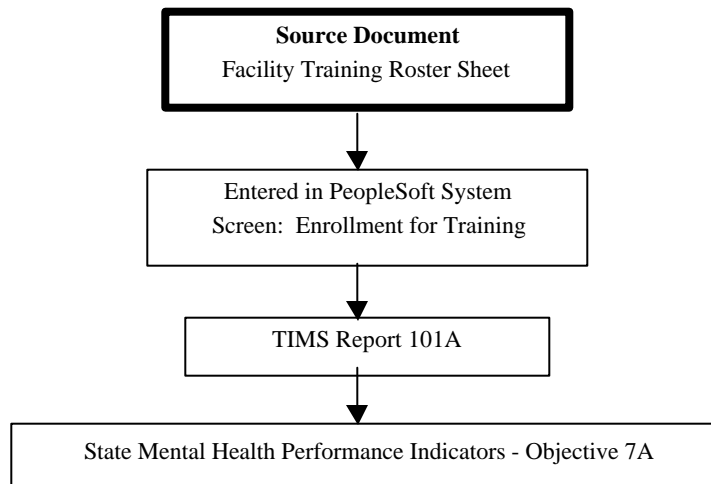 Source Document
Facility Training Roster Sheet
Entered in PeopleSoft System
Screen:  Enrollment for Training
TIMS Report 101A
State Mental Health Performance Indicators - Objective 7A